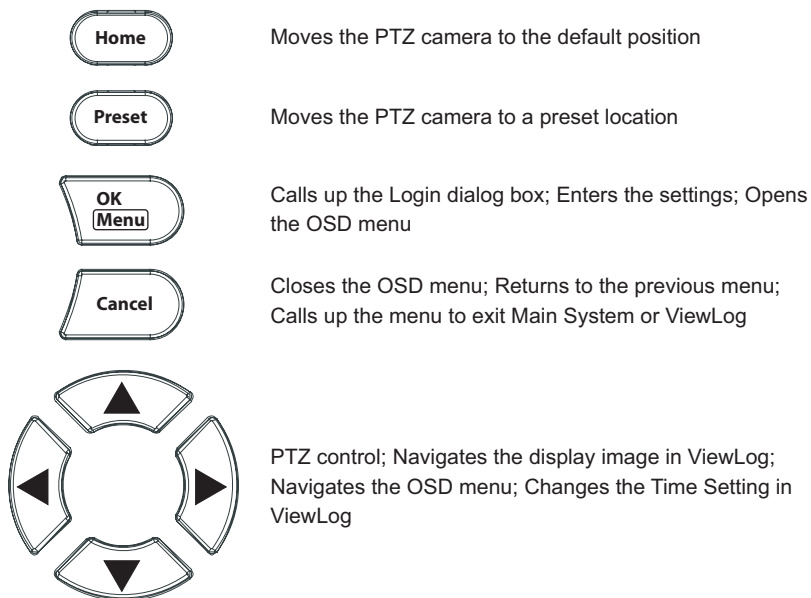 Home
Moves the PTZ camera to the default position
Preset
Moves the PTZ camera to a preset location
OK
Menu
Calls up the Login dialog box; Enters the settings; Opens
the OSD menu
Cancel
Closes the OSD menu; Returns to the previous menu;
Calls up the menu to exit Main System or ViewLog
PTZ control; Navigates the display image in ViewLog;
Navigates the OSD menu; Changes the Time Setting in
ViewLog